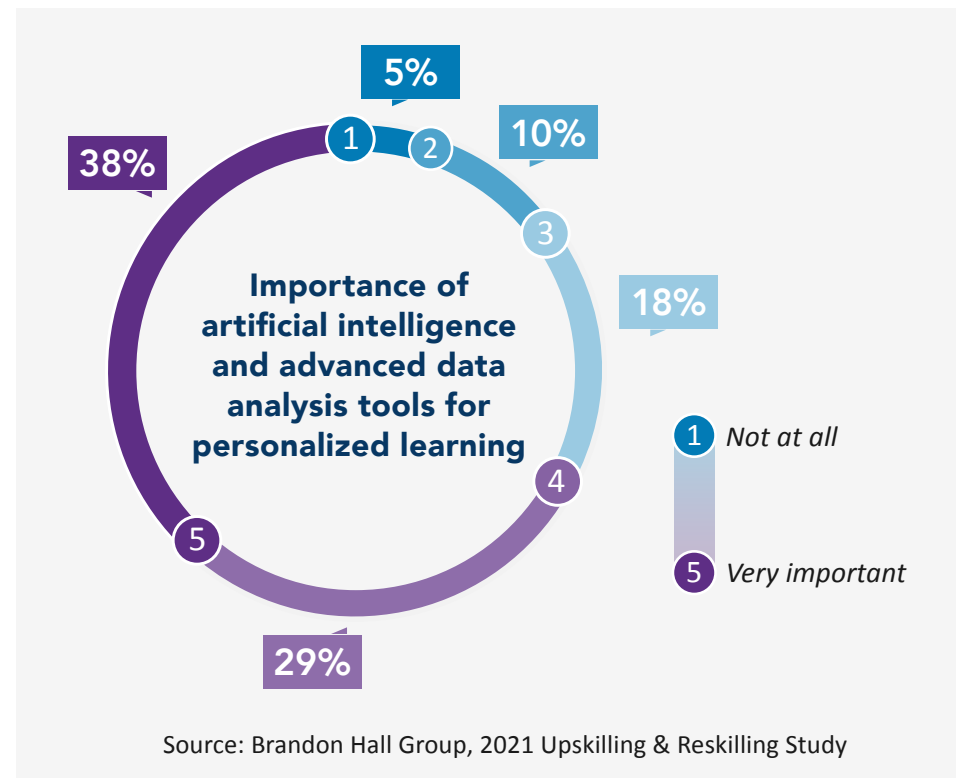 5%
1
2
10%
38%
3
Importance of
artificial intelligence
and advanced data
analysis tools for
personalized learning
18%
1 Not at all
4
5
5 Very important
29%
Source: Brandon Hall Group, 2021 Upskilling & Reskilling Study